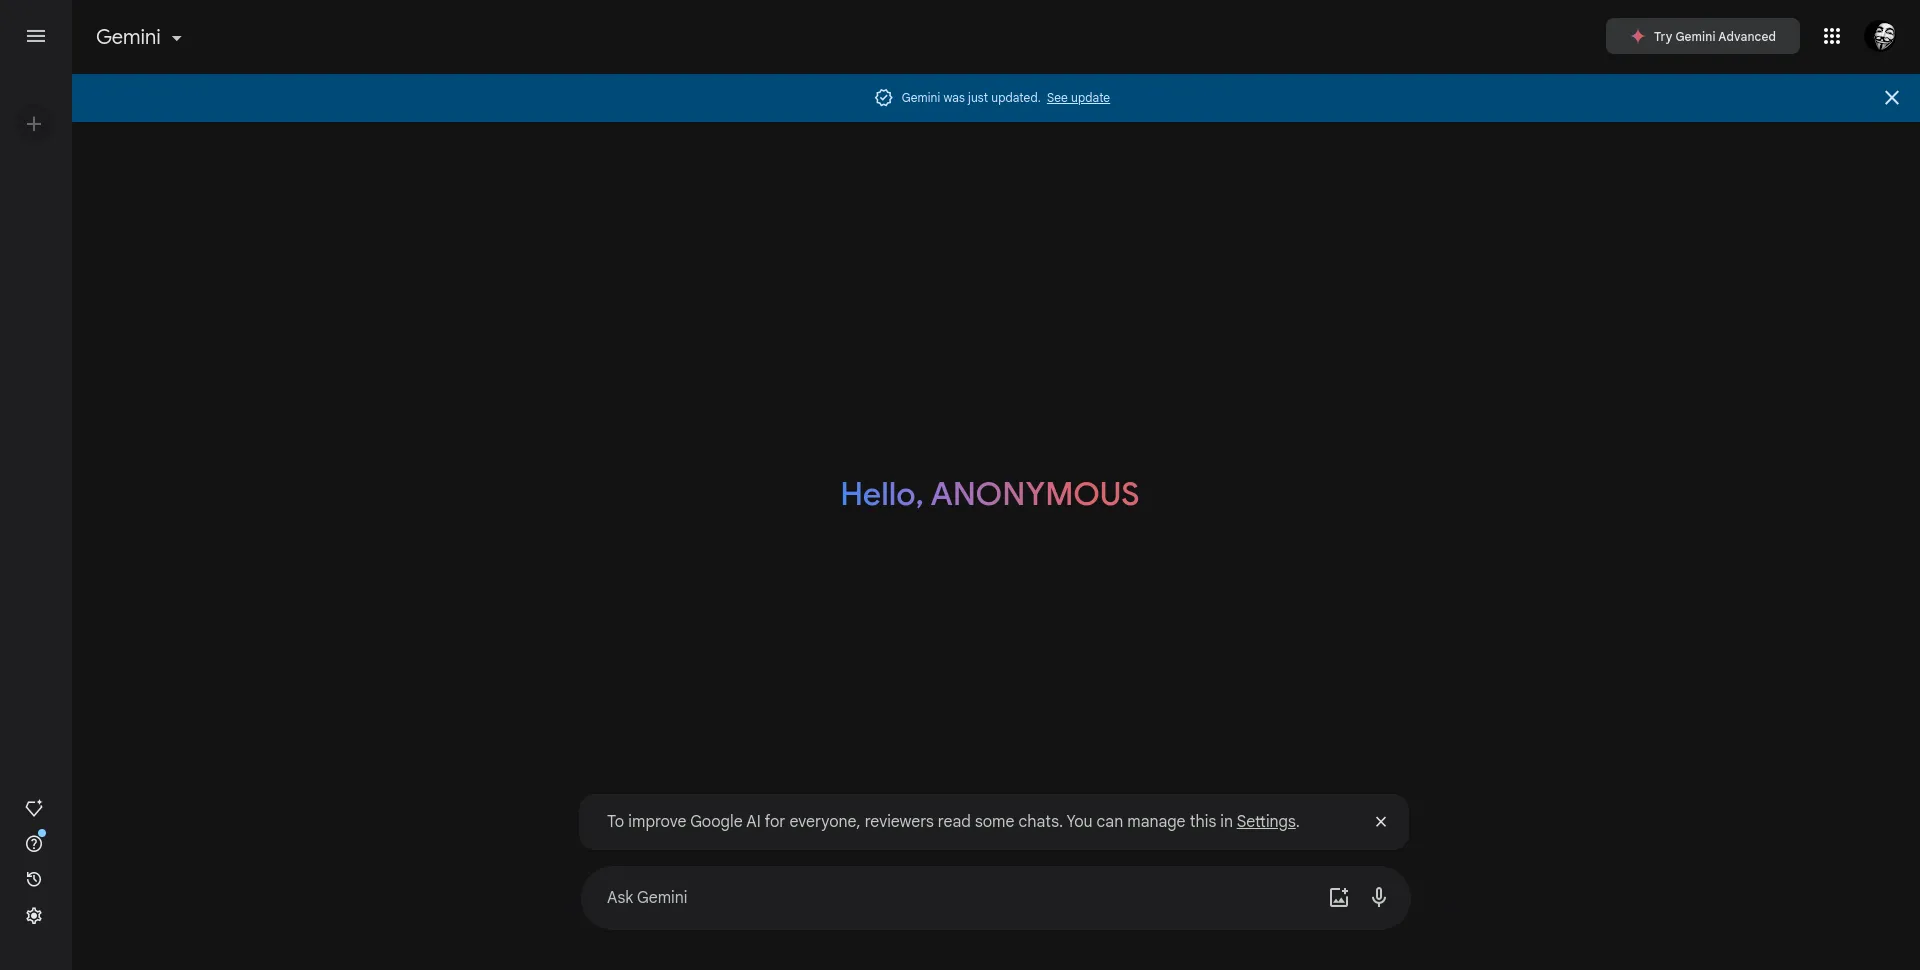 Gemini
Try Gemini Advanced
Gemini was just updated. See update
Hello, ANONYMOUS
To improve Google AI for everyone, reviewers read some chats. You can manage this in Settings.
Ask Gemini